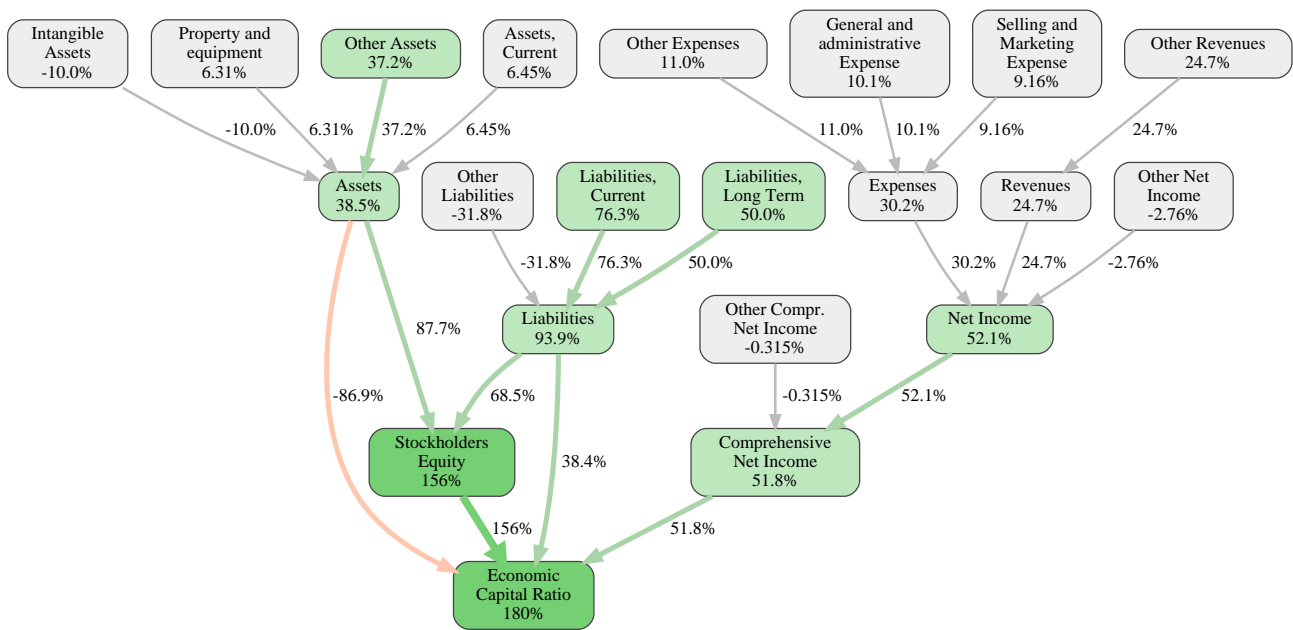 Intangible
Assets
-10.0%
Property and
equipment
6.31%
Other Assets
37.2%
Assets,
Current
6.45%
Other Expenses
11.0%
General and
administrative
Expense
10.1%
Selling and
Marketing
Expense
9.16%
Other Revenues
24.7%
-10.0%
6.31%
37.2%
6.45%
11.0%
10.1%
9.16%
24.7%
Assets
38.5%
Other
Liabilities
-31.8%
Liabilities,
Current
76.3%
Liabilities,
Long Term
50.0%
Expenses
30.2%
Revenues
24.7%
Other Net
Income
-2.76%
-31.8%
76.3%
50.0%
30.2%
24.7%
-2.76%
Liabilities
93.9%
Other Compr.
Net Income
-0.315%
Net Income
52.1%
87.7%
-86.9%
68.5%
-0.315%
52.1%
Stockholders
Equity
156%
38.4%
Comprehensive
Net Income
51.8%
156%
51.8%
Economic
Capital Ratio
180%